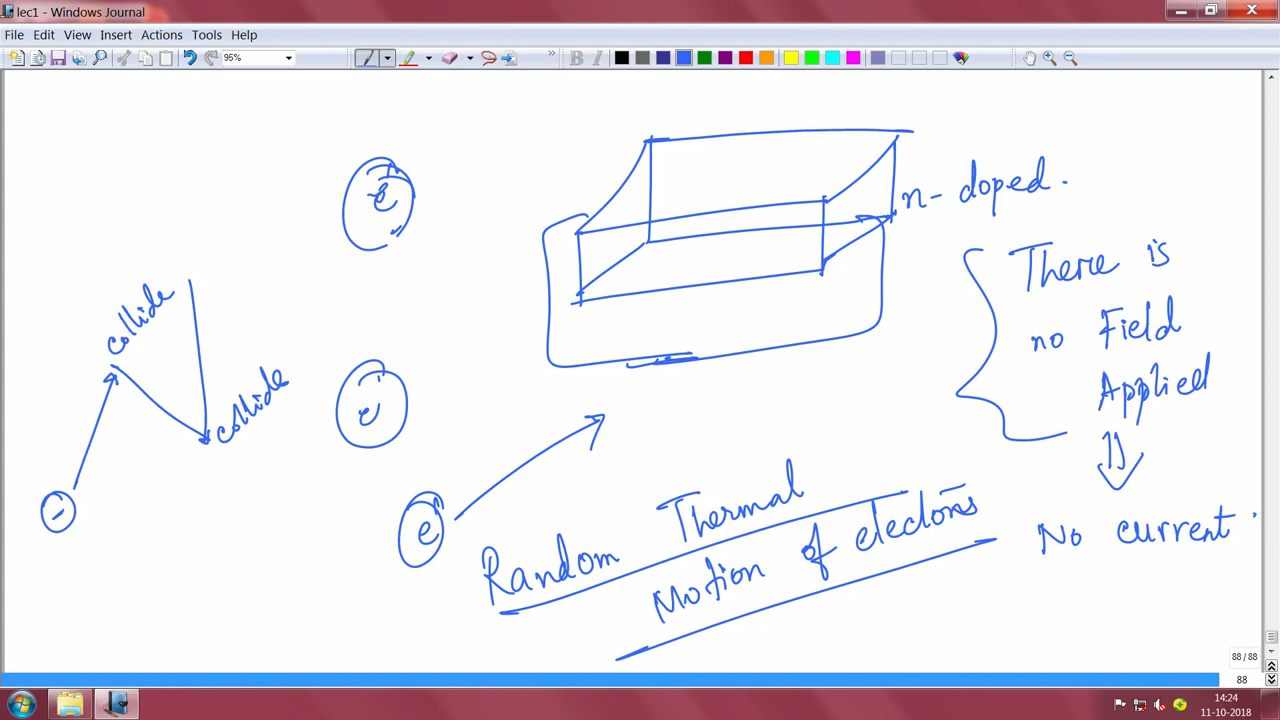 lec1 - Windows Journal
File Edit View Insert Actions Tools Help
95%
B I
n-doped.
There is
no Field
Applied
No current.
collide
collide
e
e
e
Random Thermal
Motion of electons
88 / 88
88
14:24
11-10-2018